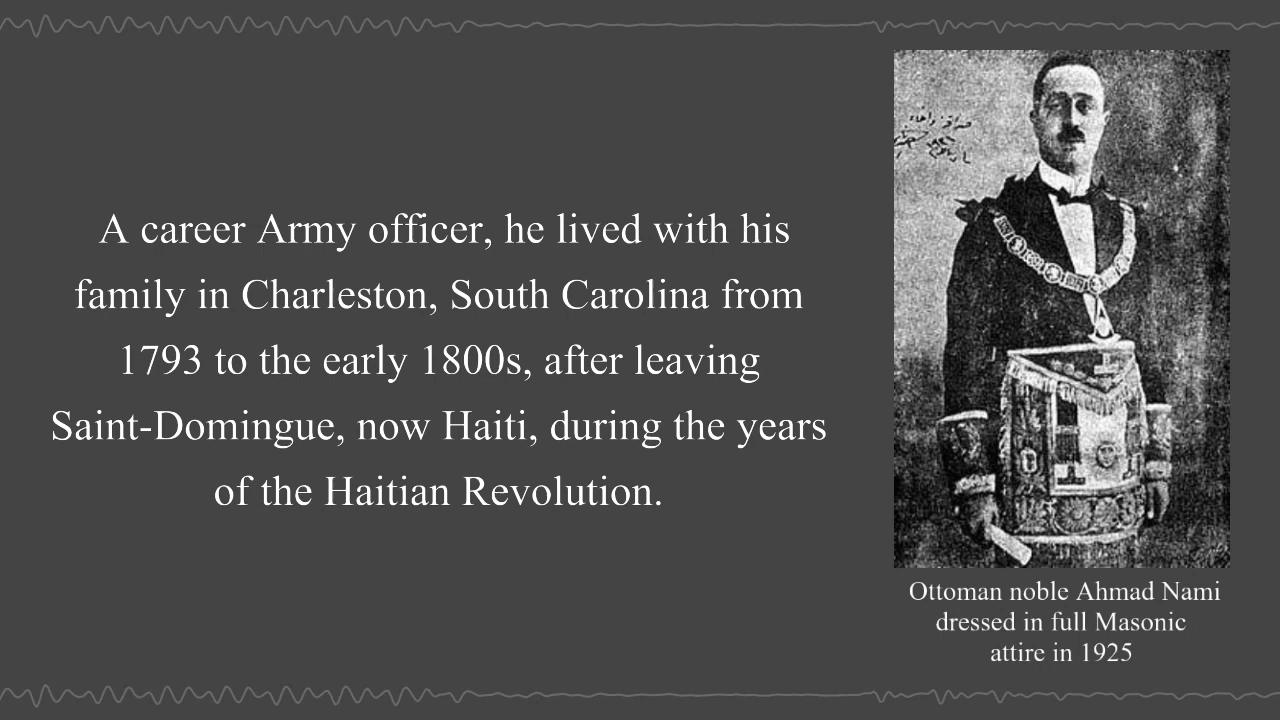 A career Army officer, he lived with his
family in Charleston, South Carolina from
1793 to the early 1800s, after leaving
Saint-Domingue, now Haiti, during the years
of the Haitian Revolution.
Ottoman noble Ahmad Nami
dressed in full Masonic
attire in 1925